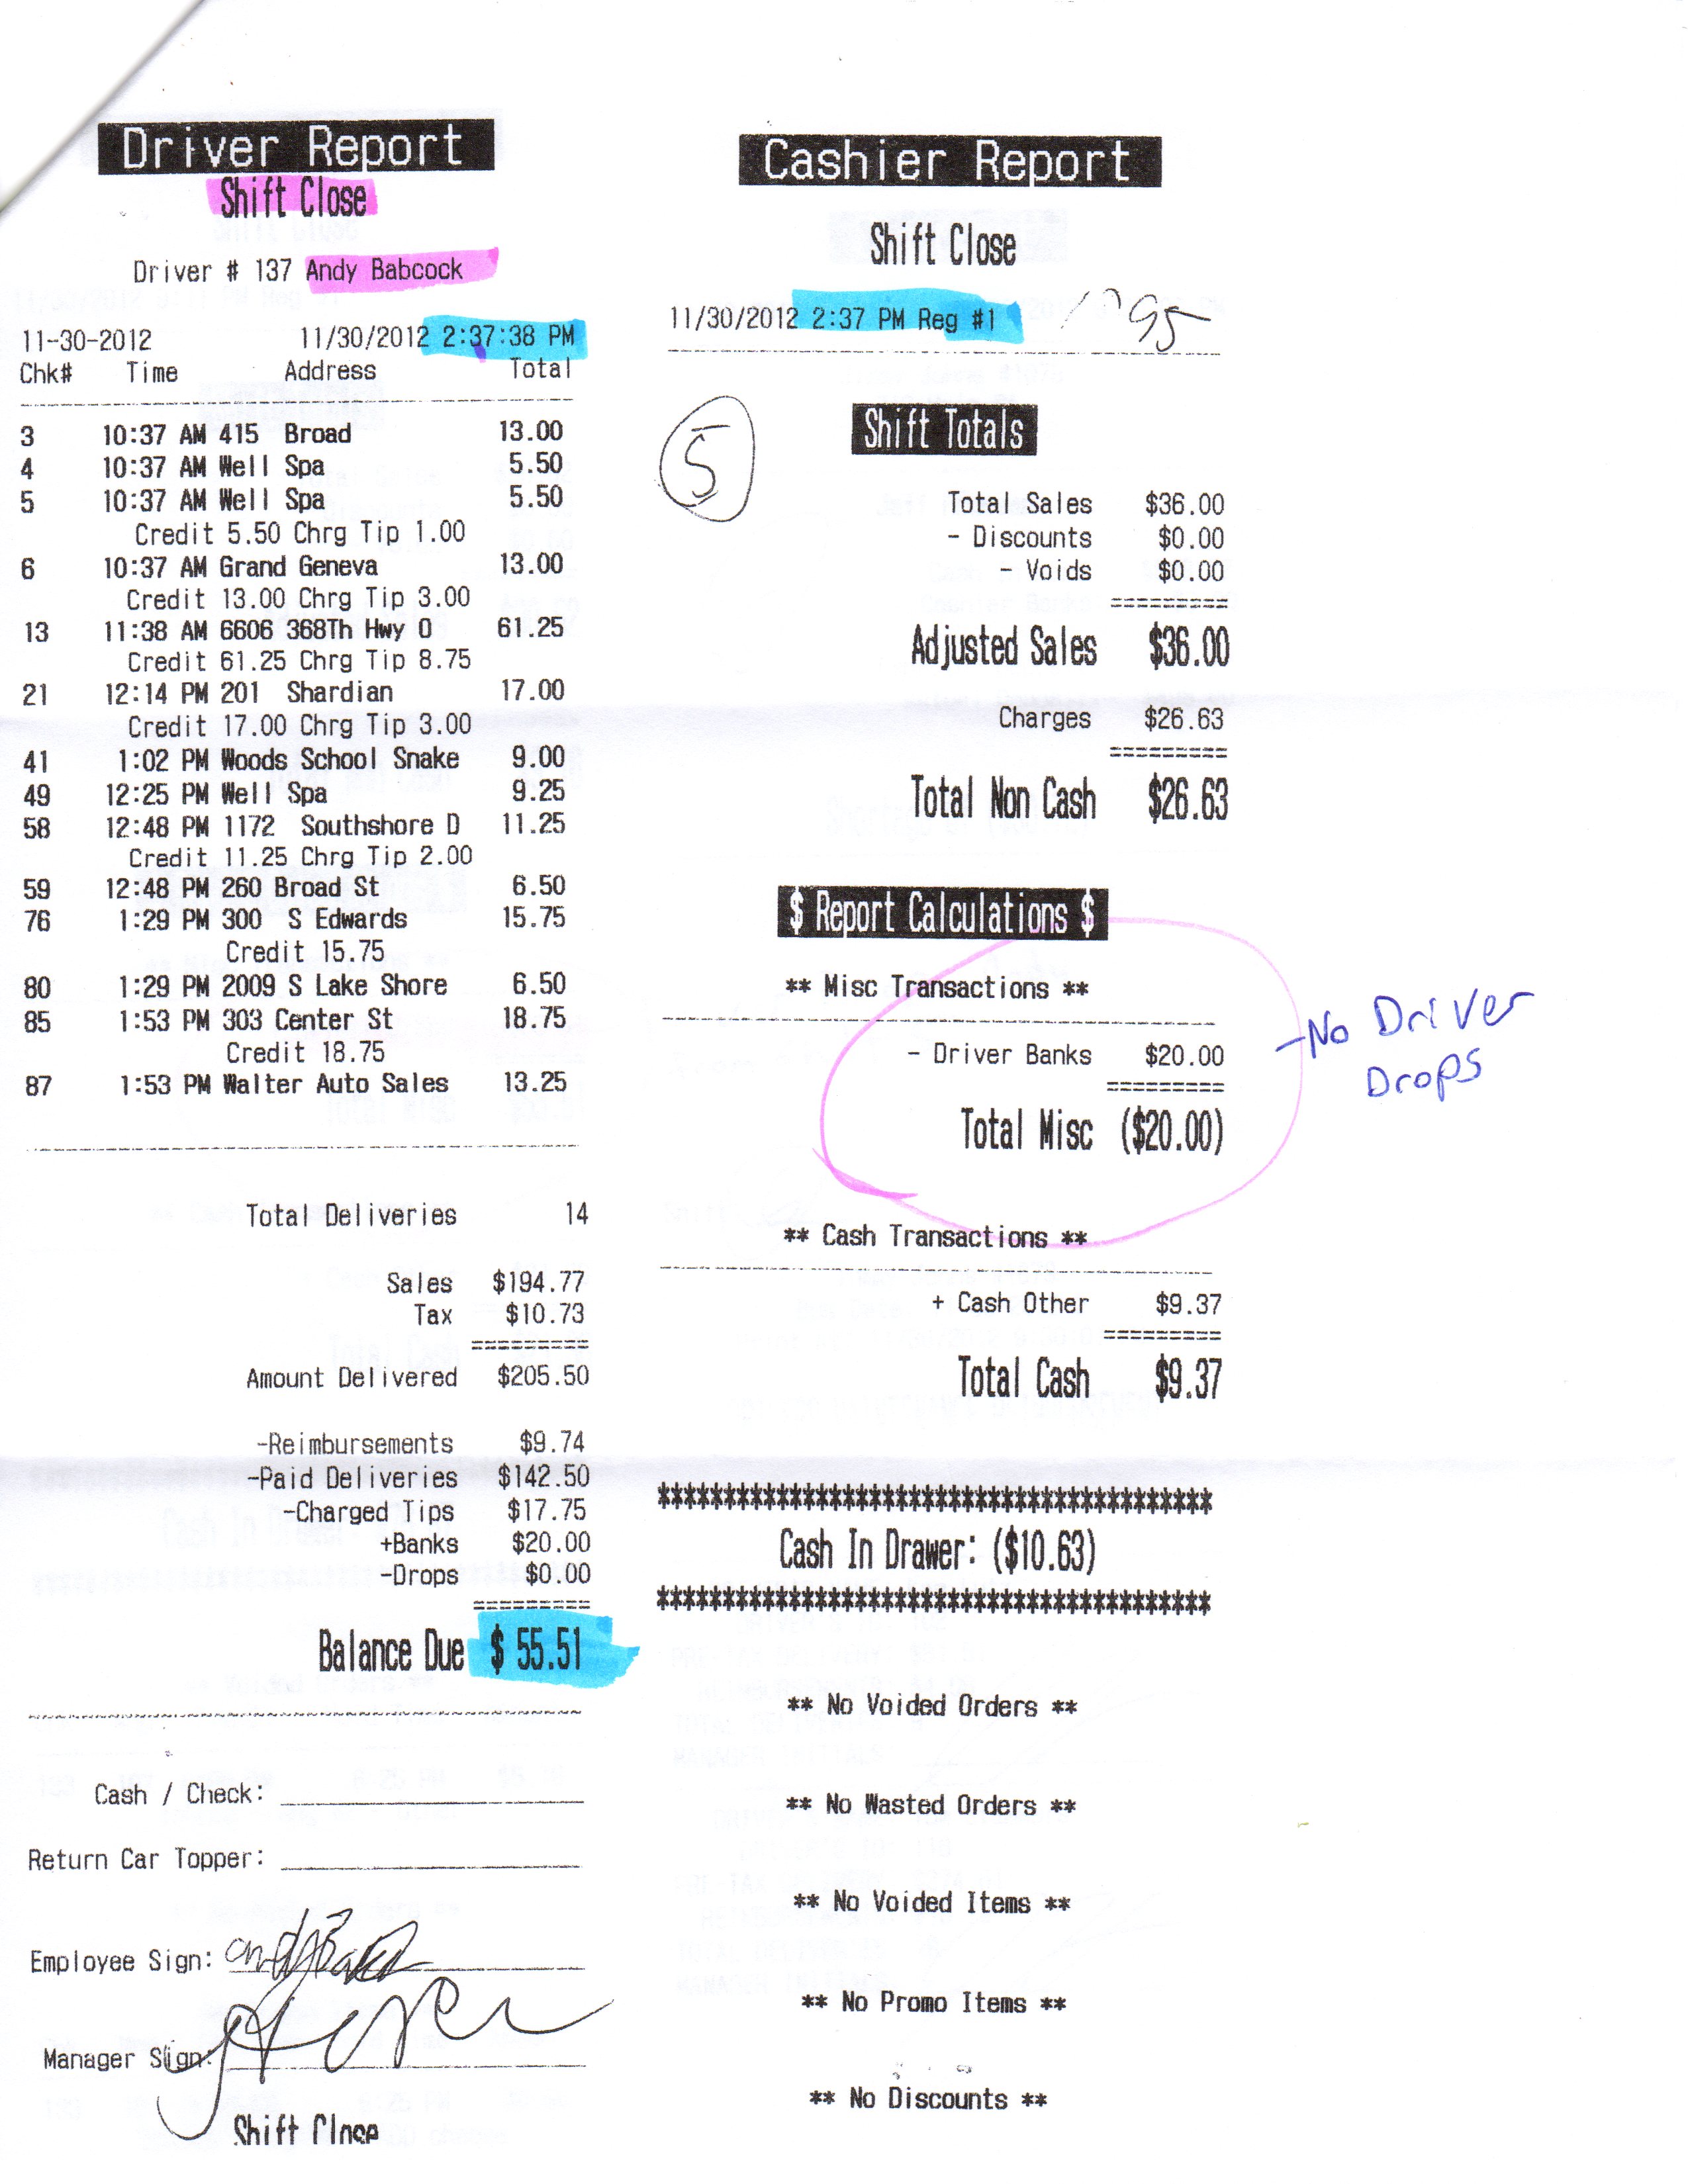 Driver Report
Shift Close
Driver # 137 Andy Babcock
11-30-2012 11/30/2012 2:37:38 PM
Chk# Time Address Total
3 10:37 AM 415 Broad 13.00
4 10:37 AM Well Spa 5.50
5 10:37 AM Well Spa 5.50
Credit 5.50 Chrg Tip 1.00
6 10:37 AM Grand Geneva 13.00
Credit 13.00 Chrg Tip 3.00
13 11:38 AM 6606 368Th Hwy O 61.25
Credit 61.25 Chrg Tip 8.75
21 12:14 PM 201 Shardian 17.00
Credit 17.00 Chrg Tip 3.00
41 1:02 PM Woods School Snake 9.00
49 12:25 PM Well Spa 9.25
58 12:48 PM 1172 Southshore D 11.25
Credit 11.25 Chrg Tip 2.00
59 12:48 PM 260 Broad St 6.50
76 1:29 PM 300 S Edwards 15.75
Credit 15.75
80 1:29 PM 2009 S Lake Shore 6.50
85 1:53 PM 303 Center St 18.75
Credit 18.75
87 1:53 PM Walter Auto Sales 13.25
Total Deliveries 14
Sales $194.77
Tax $10.73
=========
Amount Delivered $205.50
-Reimbursements $9.74
-Paid Deliveries $142.50
-Charged Tips $17.75
+Banks $20.00
-Drops $0.00
=========
Balance Due $ 55.51
Cash / Check:
Return Car Topper:
Employee Sign:
Manager Sign:
Shift Close
Cashier Report
Shift Close
11/30/2012 2:37 PM Reg #1
5
Shift Totals
Total Sales $36.00
- Discounts $0.00
- Voids $0.00
=========
Adjusted Sales $36.00
Charges $26.63
=========
Total Non Cash $26.63
$ Report Calculations $
** Misc Transactions **
- Driver Banks $20.00
=========
Total Misc ($20.00)
-No Driver
Drops
** Cash Transactions **
+ Cash Other $9.37
=========
Total Cash $9.37
Cash In Drawer: ($10.63)
** No Voided Orders **
** No Wasted Orders **
** No Voided Items **
** No Promo Items **
** No Discounts **